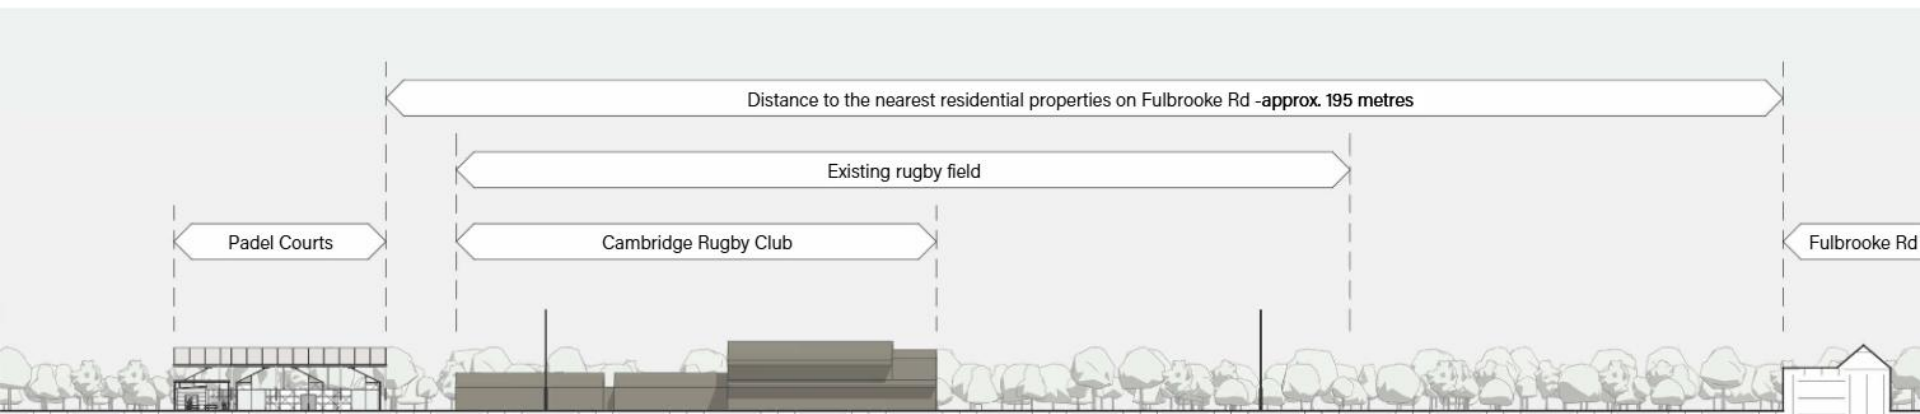 Distance to the nearest residential properties on Fulbrooke Rd -approx. 195 metres
Existing rugby field
Padel Courts
Cambridge Rugby Club
Fulbrooke Rd